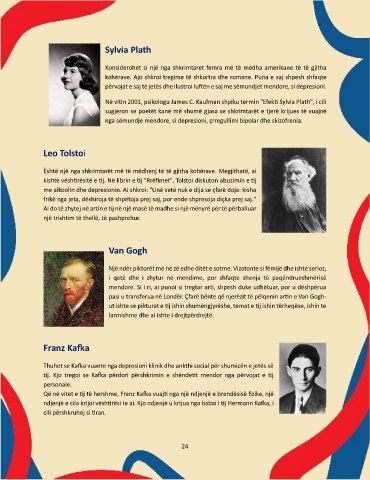 Sylvia Plath
Konsiderohet si një nga shkrimtaret femra më të mëdha amerikane të të gjitha
kohërave. Ajo shkroi tregime të shkurtra dhe romane. Puna e saj shpesh shfaqte
përvojat e saj të jetës dhe ilustroi luftën e saj me sëmundjet mendore, si depresioni.
Në vitin 2001, psikologu James C. Kaufman shpiku termin "Efekti Sylvia Plath", i cili
sugjeron se poetët kanë më shumë gjasa se shkrimtarët e tjerë krijues të vuajnë
nga sëmundje mendore, si depresioni, çrregullimi bipolar dhe skizofrenia.
Leo Tolstoi
Është një nga shkrimtarët më të mëdhenj të të gjitha kohërave. Megjithatë, ai
kishte vështirësitë e tij. Në librin e tij "Rrëfimet", Tolstoi diskuton abuzimin e tij
me alkoolin dhe depresionin. Ai shkroi: "Unë vetë nuk e dija se çfarë doja: kisha
frikë nga jeta, dëshiroja të shpëtoja prej saj, por ende shpresoja diçka prej saj."
Ai do të zhytej në artin e tij në një masë të madhe si një mënyrë për të përballuar
një trishtim të thellë, të pashprehur.
Van Gogh
Një ndër piktorët më në zë edhe ditët e sotme. Vizatonte si fëmijë dhe ishte serioz,
i qetë dhe i zhytur në mendime, por shfaqte shenja të paqëndrueshmërisë
mendore. Si i ri, ai punoi si tregtar arti, shpesh duke udhëtuar, por u dëshpërua
pasi u transferua në Londër. Çfarë bënte që njerëzit të pëlqenin artin e Van Gogh-
ut ishte se pikturat e tij ishin shumëngjyrëshe, temat e tij ishin tërheqëse, ishin te
larmishme dhe ai ishte i drejtpërdrejtë.
Franz Kafka
Thuhet se Kafka vuante nga depresioni klinik dhe ankthi social për shumicën e jetës së
tij. Kjo tregoi se Kafka përdori përshkrimin e shëndetit mendor nga përvojat e tij
personale.
Që në vitet e tij të hershme, Franz Kafka vuajti nga një ndjenjë e brendësisë fizike, një
ndjenjë e cila krijoi vështirësi te ai. Kjo ndjenjë u krijua nga babai i tij Hermann Kafka, i
cili përshkruhej si tiran.
24